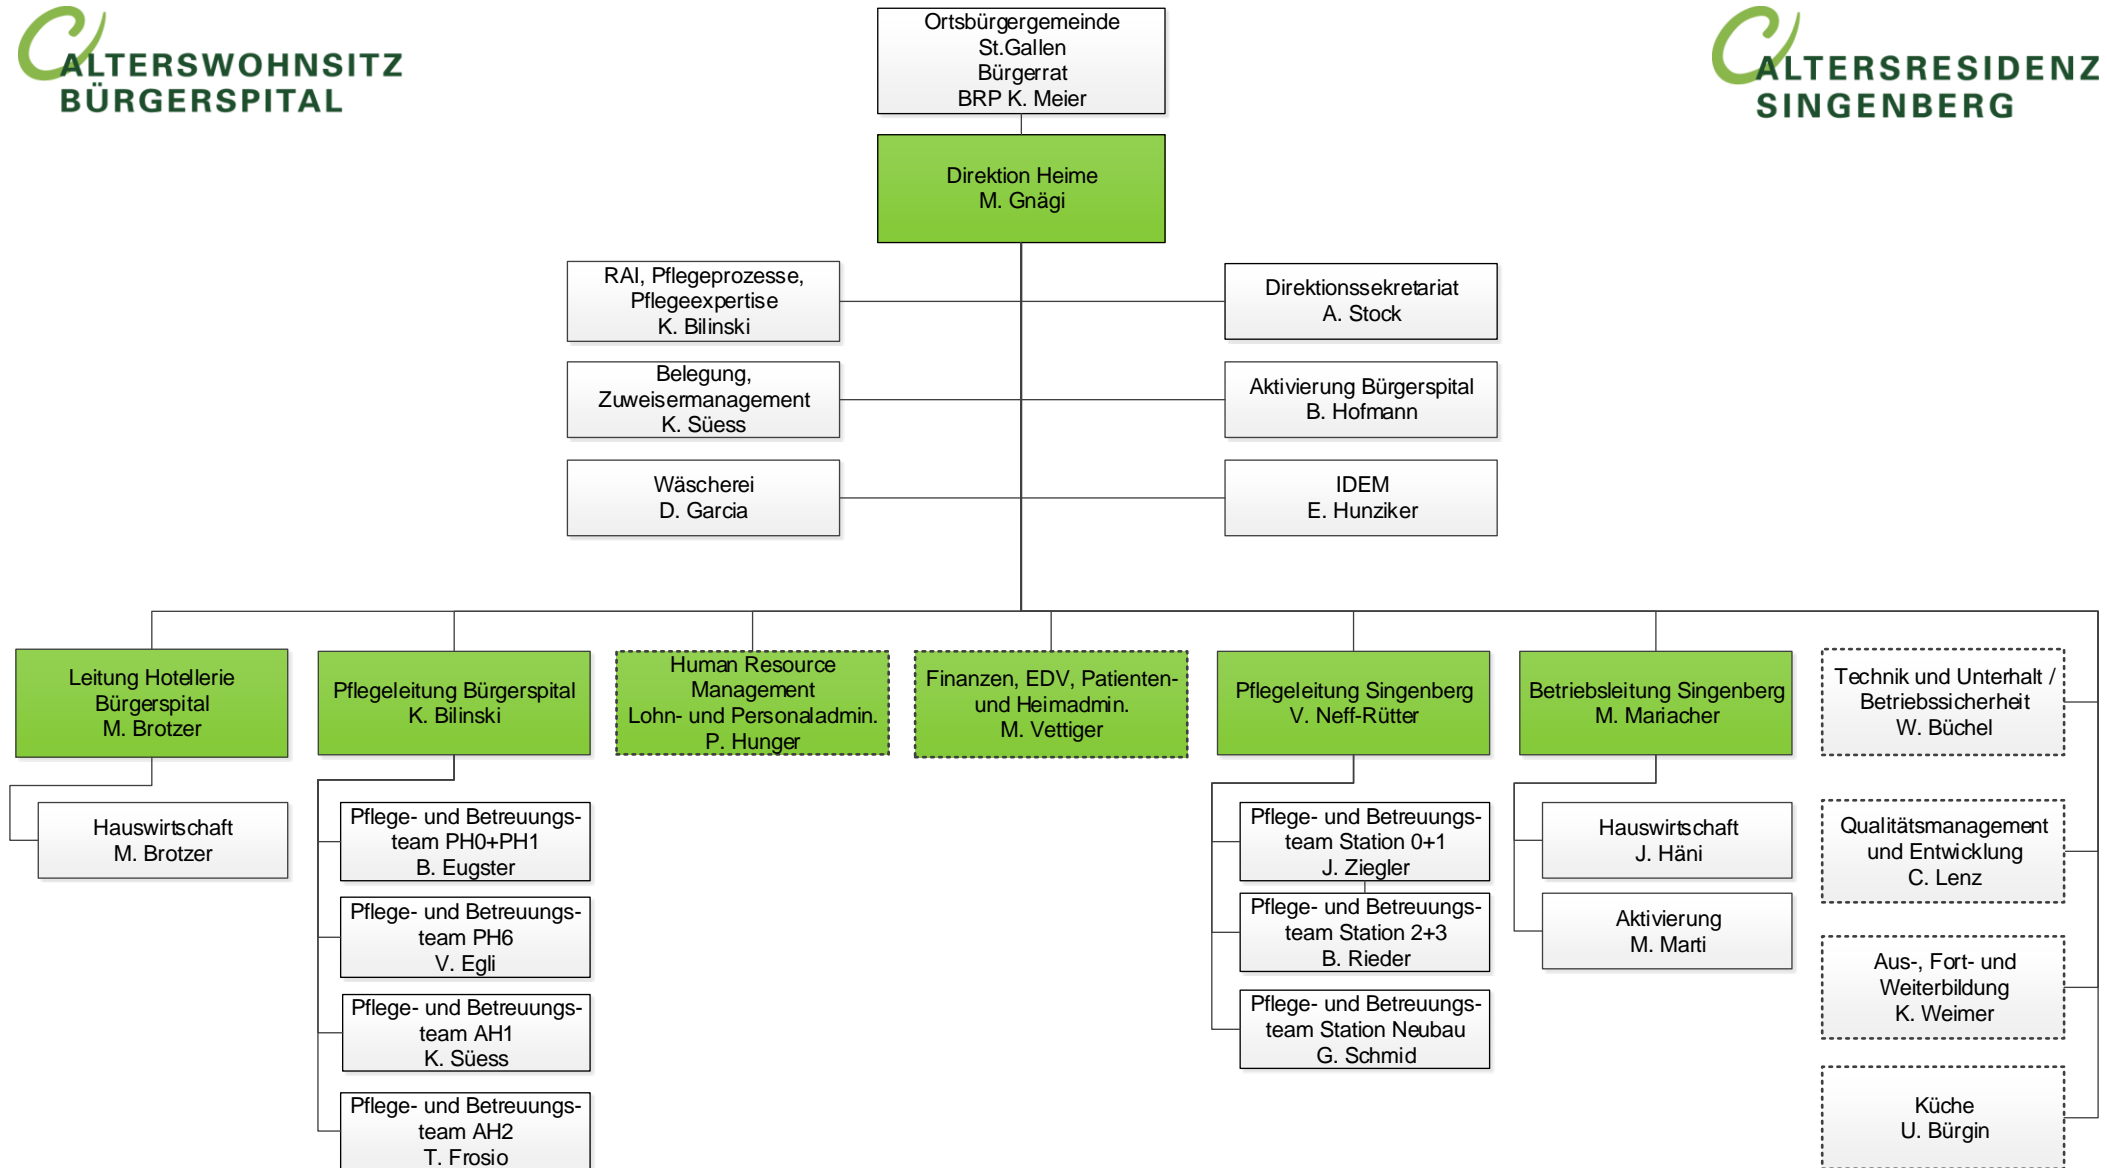 ALTERSWOHNSITZ
BÜRGERSPITAL
ALTERSRESIDENZ
SINGENBERG
Ortsbürgergemeinde
St.Gallen
Bürgerrat
BRP K. Meier
Direktion Heime
M. Gnägi
RAI, Pflegeprozesse,
Pflegeexpertise
K. Bilinski
Direktionssekretariat
A. Stock
Belegung,
Zuweisermanagement
K. Süess
Aktivierung Bürgerspital
B. Hofmann
Wäscherei
D. Garcia
IDEM
E. Hunziker
Leitung Hotellerie
Bürgerspital
M. Brotzer
Hauswirtschaft
M. Brotzer
Pflegeleitung Bürgerspital
K. Bilinski
Pflege- und Betreuungs-
team PH0+PH1
B. Eugster
Pflege- und Betreuungs-
team PH6
V. Egli
Pflege- und Betreuungs-
team AH1
K. Süess
Pflege- und Betreuungs-
team AH2
T. Frosio
Human Resource
Management
Lohn- und Personaladmin.
P. Hunger
Finanzen, EDV, Patienten-
und Heimadmin.
M. Vettiger
Pflegeleitung Singenberg
V. Neff-Rütter
Pflege- und Betreuungs-
team Station 0+1
J. Ziegler
Pflege- und Betreuungs-
team Station 2+3
B. Rieder
Pflege- und Betreuungs-
team Station Neubau
G. Schmid
Betriebsleitung Singenberg
M. Mariacher
Hauswirtschaft
J. Häni
Aktivierung
M. Marti
Technik und Unterhalt /
Betriebssicherheit
W. Büchel
Qualitätsmanagement
und Entwicklung
C. Lenz
Aus-, Fort- und
Weiterbildung
K. Weimer
Küche
U. Bürgin